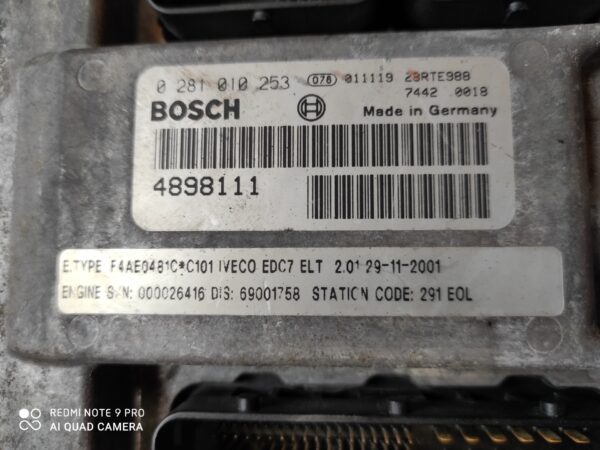 0 281 010 253 078 011119 23RTE988
7442 .0018
BOSCH Made in Germany
4898111
E.TYPE F4AE0481C*C101 IVECO EDC7 ELT 2.01 29-11-2001
ENGINE S/N: 000026416 DIS: 69001758 STATION CODE: 291 EOL
REDMI NOTE 9 PRO
AI QUAD CAMERA